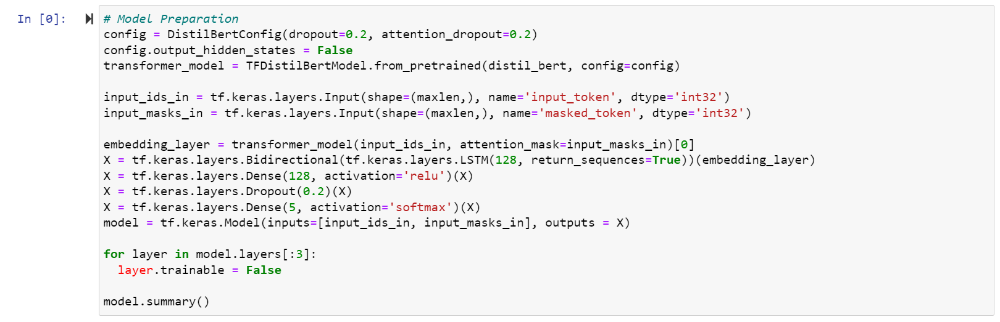 In [0]:
# Model Preparation
config = DistilBertConfig(dropout=0.2, attention_dropout=0.2)
config.output_hidden_states = False
transformer_model = TFDistilBertModel.from_pretrained(distil_bert, config=config)

input_ids_in = tf.keras.layers.Input(shape=(maxlen,), name='input_token', dtype='int32')
input_masks_in = tf.keras.layers.Input(shape=(maxlen,), name='masked_token', dtype='int32')

embedding_layer = transformer_model(input_ids_in, attention_mask=input_masks_in)[0]
X = tf.keras.layers.Bidirectional(tf.keras.layers.LSTM(128, return_sequences=True))(embedding_layer)
X = tf.keras.layers.Dense(128, activation='relu')(X)
X = tf.keras.layers.Dropout(0.2)(X)
X = tf.keras.layers.Dense(5, activation='softmax')(X)
model = tf.keras.Model(inputs=[input_ids_in, input_masks_in], outputs = X)

for layer in model.layers[:3]:
  layer.trainable = False

model.summary()